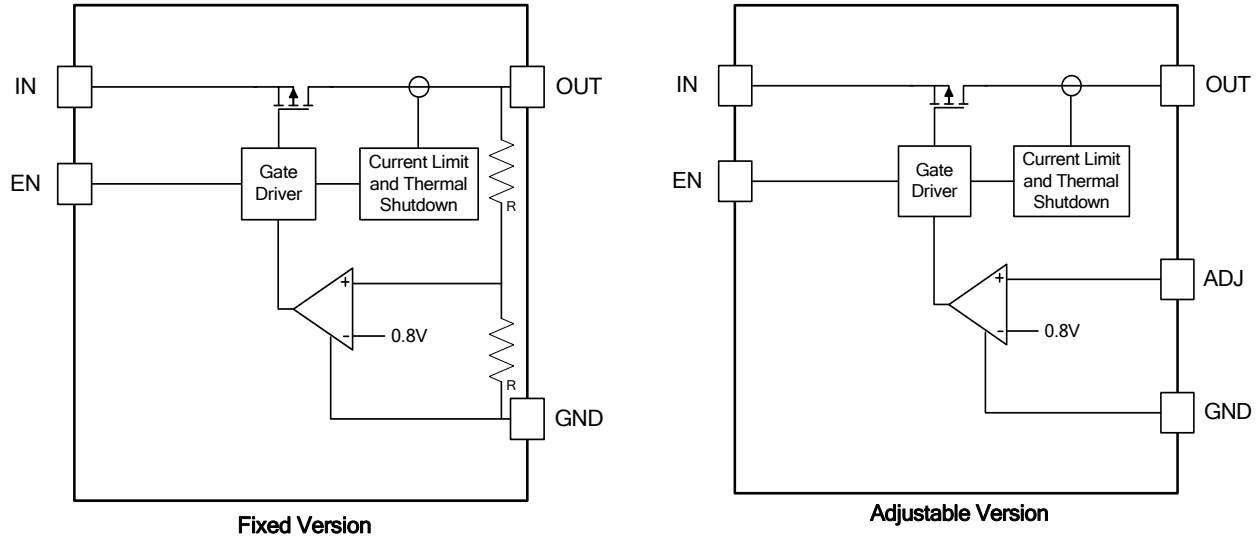 IN
OUT
EN
Gate
Driver
Current Limit
and Thermal
Shutdown
R
+
-
0.8V
R
GND
Fixed Version
IN
OUT
EN
Gate
Driver
Current Limit
and Thermal
Shutdown
ADJ
+
-
0.8V
GND
Adjustable Version